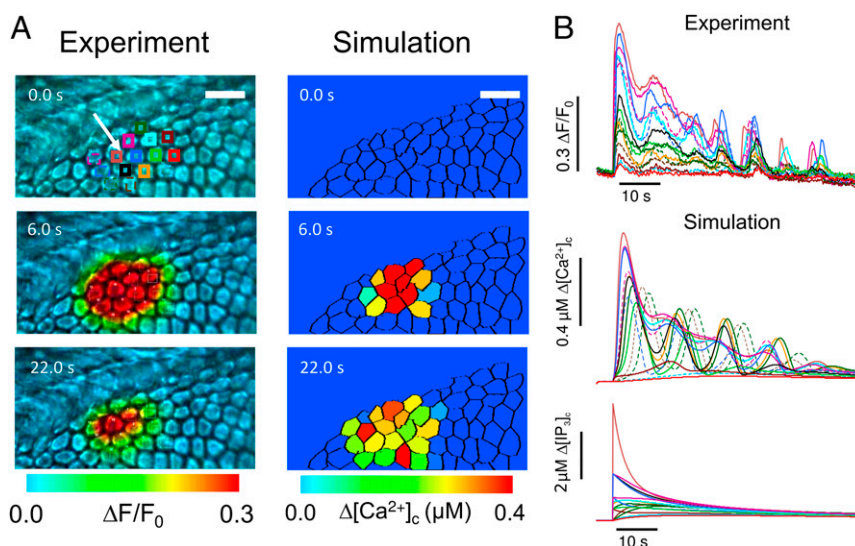 A
Experiment
Simulation
B
Experiment
0.0 s
0.0 s
0.3 ΔF/F₀
10 s
6.0 s
6.0 s
Simulation
0.4 μM Δ[Ca²⁺]c
22.0 s
22.0 s
2 μM Δ[IP₃]c
0.0
ΔF/F₀
0.3
0.0
Δ[Ca²⁺]c (μM)
0.4
10 s